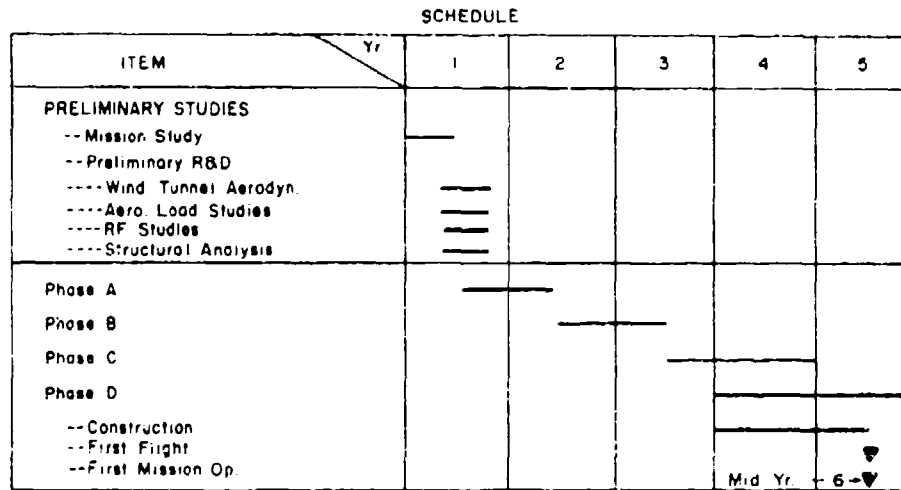 SCHEDULE
ITEM Yr 1 2 3 4 5
PRELIMINARY STUDIES
--Mission Study
--Preliminary R&D
----Wind Tunnel Aerodyn.
----Aero. Load Studies
----RF Studies
----Structural Analysis
Phase A
Phase B
Phase C
Phase D
--Construction
--First Flight
--First Mission Op. Mid Yr. - 6 →